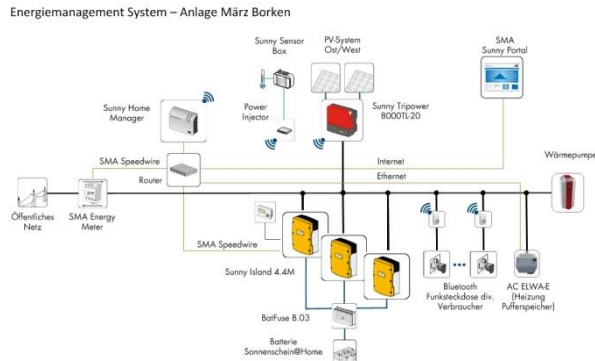 Energiemanagement System – Anlage März Borken
Sunny Sensor
Box
PV-System
Ost/West
SMA
Sunny Portal
Sunny Home
Manager
Power
Injector
Sunny Tripower
8000TL-20
SMA Speedwire
Internet
Router
Ethernet
Wärmepumpe
Öffentliches
Netz
SMA Energy
Meter
SMA Speedwire
Sunny Island 4.4M
Bluetooth
Funksteckdose div.
Verbraucher
AC ELWA-E
(Heizung
Pufferspeicher)
BatFuse B.03
Batterie
Sonnenschein@Home